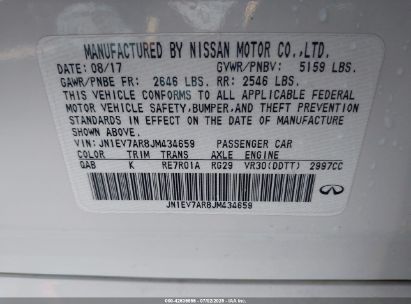 MANUFACTURED BY NISSAN MOTOR CO.,LTD.
DATE: 08/17 GVWR/PNBV: 5159 LBS.
GAWR/PNBE FR: 2646 LBS. RR: 2546 LBS.
THIS VEHICLE CONFORMS TO ALL APPLICABLE FEDERAL
MOTOR VEHICLE SAFETY, BUMPER, AND THEFT PREVENTION
STANDARDS IN EFFECT ON THE DATE OF MANUFACTURE
SHOWN ABOVE.
VIN: JN1EV7AR8JM434659 PASSENGER CAR
COLOR TRIM TRANS AXLE ENGINE
QAB K RE7R01A RG29 VR30(DDTT) 2997CC
JN1EV7AR8JM434659